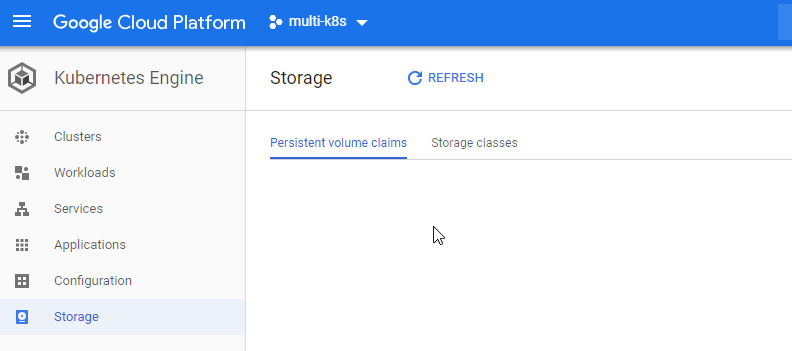 Google Cloud Platform
multi-k8s
Kubernetes Engine
Clusters
Workloads
Services
Applications
Configuration
Storage
Storage
REFRESH
Persistent volume claims
Storage classes